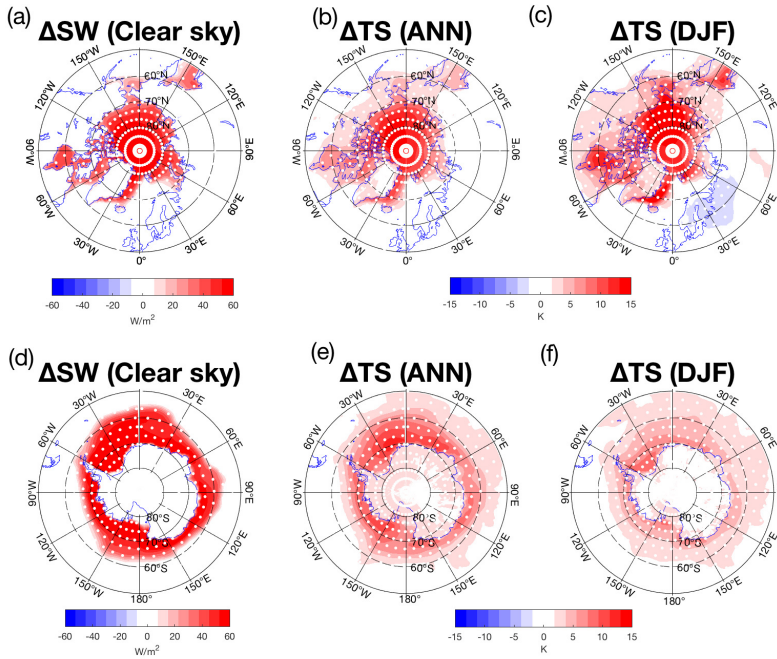 (a)
ΔSW (Clear sky)
150°W
150°E
120°W
120°E
60°N
70°N
80°N
90°W
90°E
60°W
60°E
30°W
30°E
0°
-60 -40 -20 0 20 40 60
W/m²
(b)
ΔTS (ANN)
150°W
150°E
120°W
120°E
60°N
70°N
80°N
90°W
90°E
60°W
60°E
30°W
30°E
0°
(c)
ΔTS (DJF)
150°W
150°E
120°W
120°E
60°N
70°N
80°N
90°W
90°E
60°W
60°E
30°W
30°E
0°
-15 -10 -5 0 5 10 15
K
(d)
ΔSW (Clear sky)
30°W
30°E
60°W
60°E
90°W
90°E
80°S
70°S
60°S
120°W
120°E
150°W
150°E
180°
-60 -40 -20 0 20 40 60
W/m²
(e)
ΔTS (ANN)
30°W
30°E
60°W
60°E
90°W
90°E
80°S
70°S
60°S
120°W
120°E
150°W
150°E
180°
(f)
ΔTS (DJF)
30°W
30°E
60°W
60°E
90°W
90°E
80°S
70°S
60°S
120°W
120°E
150°W
150°E
180°
-15 -10 -5 0 5 10 15
K